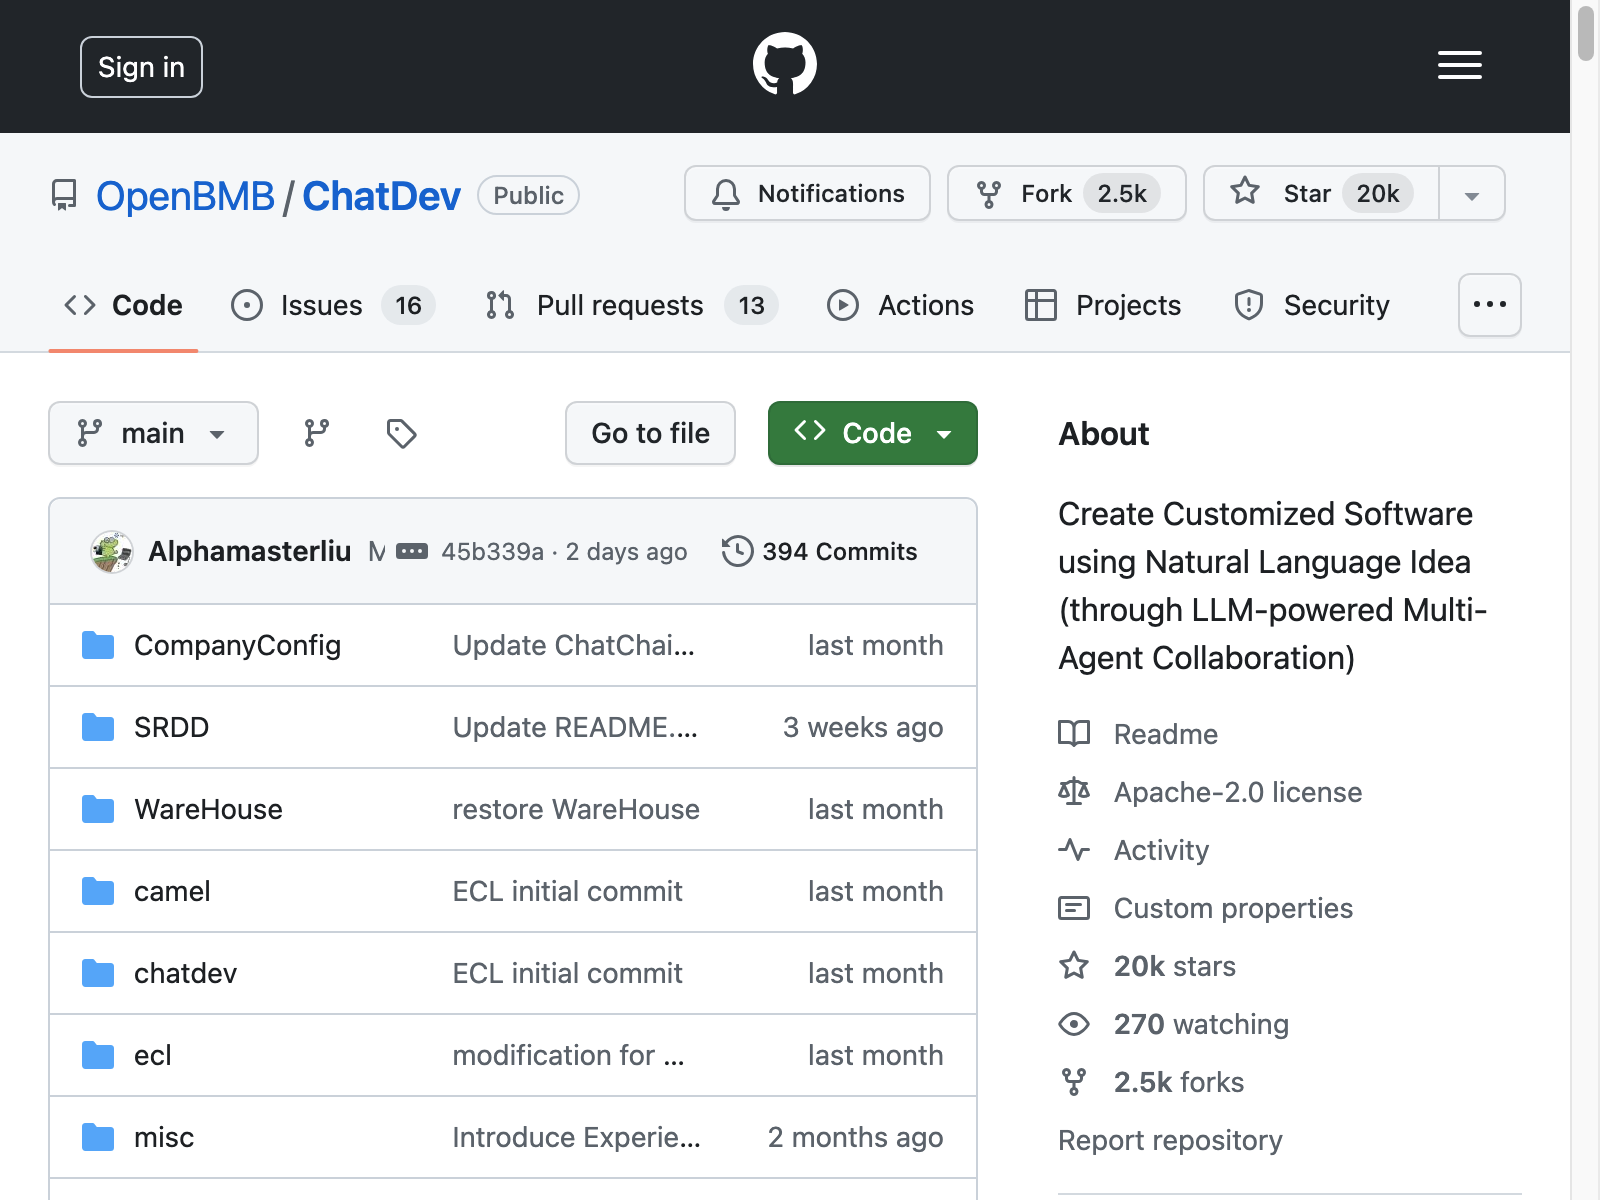 Sign in
OpenBMB / ChatDev Public
Notifications
Fork 2.5k
Star 20k
Code
Issues 16
Pull requests 13
Actions
Projects
Security
main
Go to file
Code
Alphamasterliu M 45b339a · 2 days ago 394 Commits
CompanyConfig Update ChatChai... last month
SRDD Update README.... 3 weeks ago
WareHouse restore WareHouse last month
camel ECL initial commit last month
chatdev ECL initial commit last month
ecl modification for ... last month
misc Introduce Experie... 2 months ago
About
Create Customized Software
using Natural Language Idea
(through LLM-powered Multi-
Agent Collaboration)
Readme
Apache-2.0 license
Activity
Custom properties
20k stars
270 watching
2.5k forks
Report repository